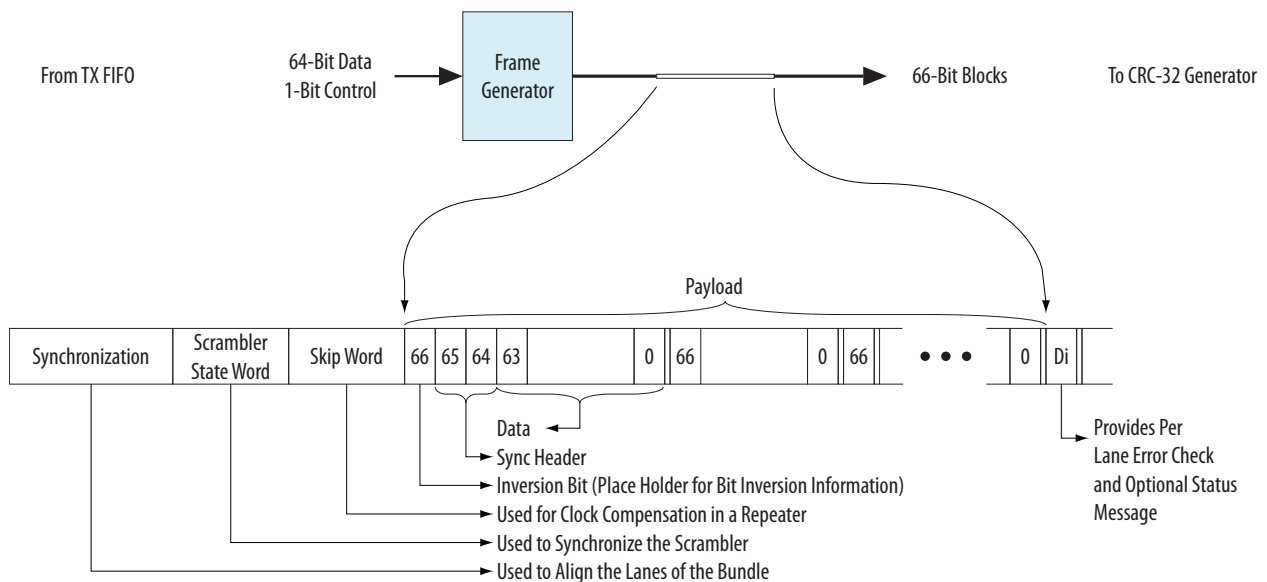 From TX FIFO
64-Bit Data
1-Bit Control
Frame
Generator
66-Bit Blocks
To CRC-32 Generator
Payload
Synchronization
Scrambler
State Word
Skip Word
66
65
64
63
0
66
0
66
• • •
0
Di
Data
Sync Header
Inversion Bit (Place Holder for Bit Inversion Information)
Used for Clock Compensation in a Repeater
Used to Synchronize the Scrambler
Used to Align the Lanes of the Bundle
Provides Per
Lane Error Check
and Optional Status
Message